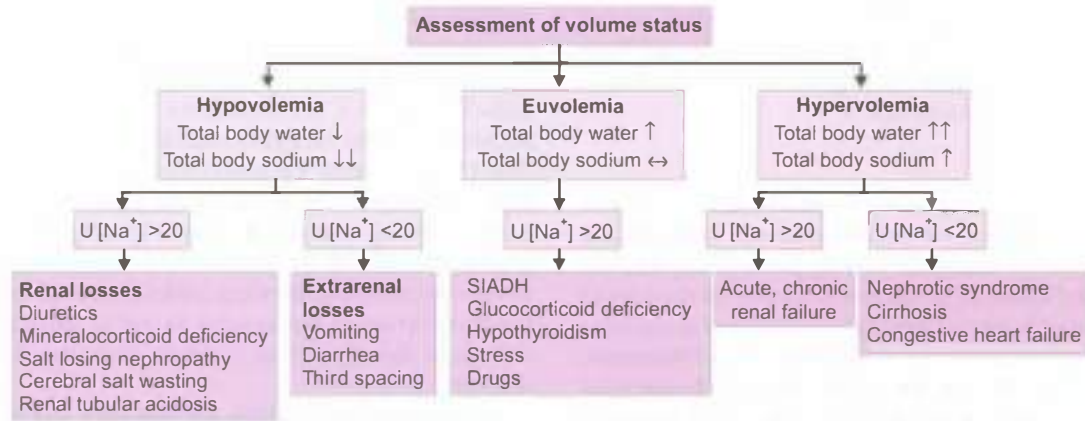 Assessment of volume status
Hypovolemia
Total body water ↓
Total body sodium ↓↓
Euvolemia
Total body water ↑
Total body sodium ↔
Hypervolemia
Total body water ↑↑
Total body sodium ↑
U [Na⁺] >20
U [Na⁺] <20
U [Na⁺] >20
U [Na⁺] >20
U [Na⁺] <20
Renal losses
Diuretics
Mineralocorticoid deficiency
Salt losing nephropathy
Cerebral salt wasting
Renal tubular acidosis
Extrarenal
losses
Vomiting
Diarrhea
Third spacing
SIADH
Glucocorticoid deficiency
Hypothyroidism
Stress
Drugs
Acute, chronic
renal failure
Nephrotic syndrome
Cirrhosis
Congestive heart failure